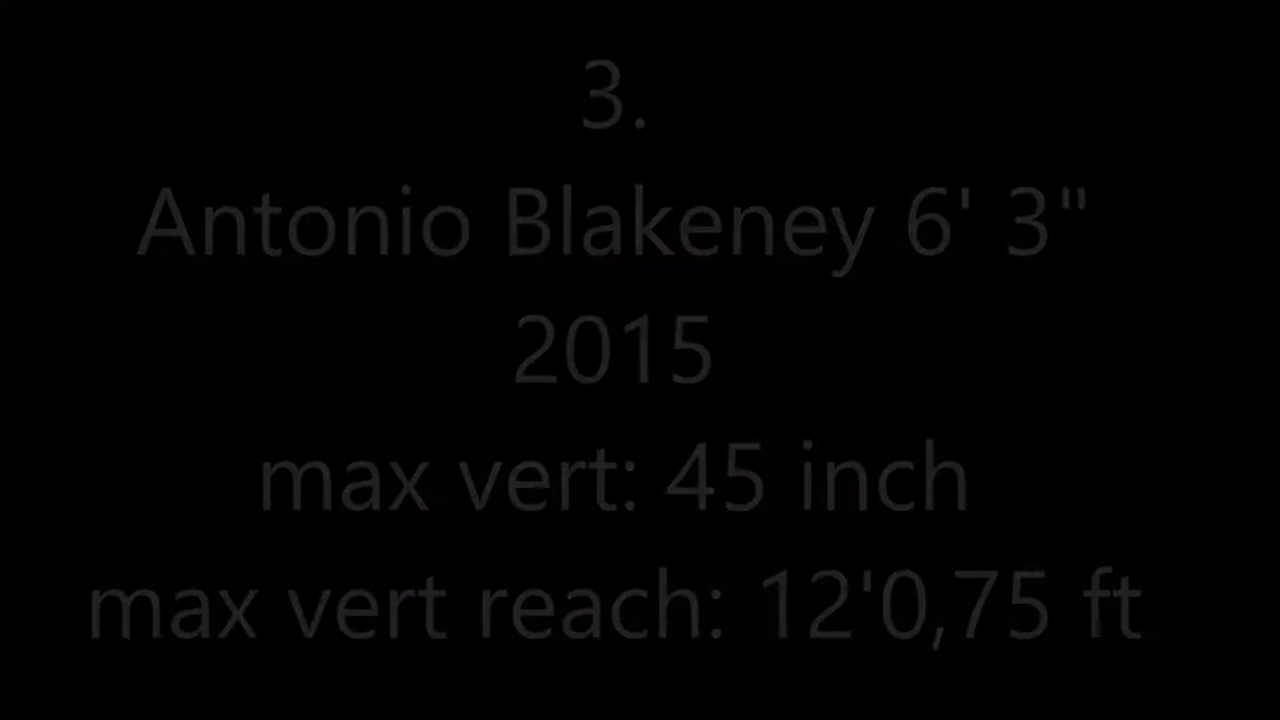 3.
Antonio Blakeney 6' 3"
2015
max vert: 45 inch
max vert reach: 12'0,75 ft